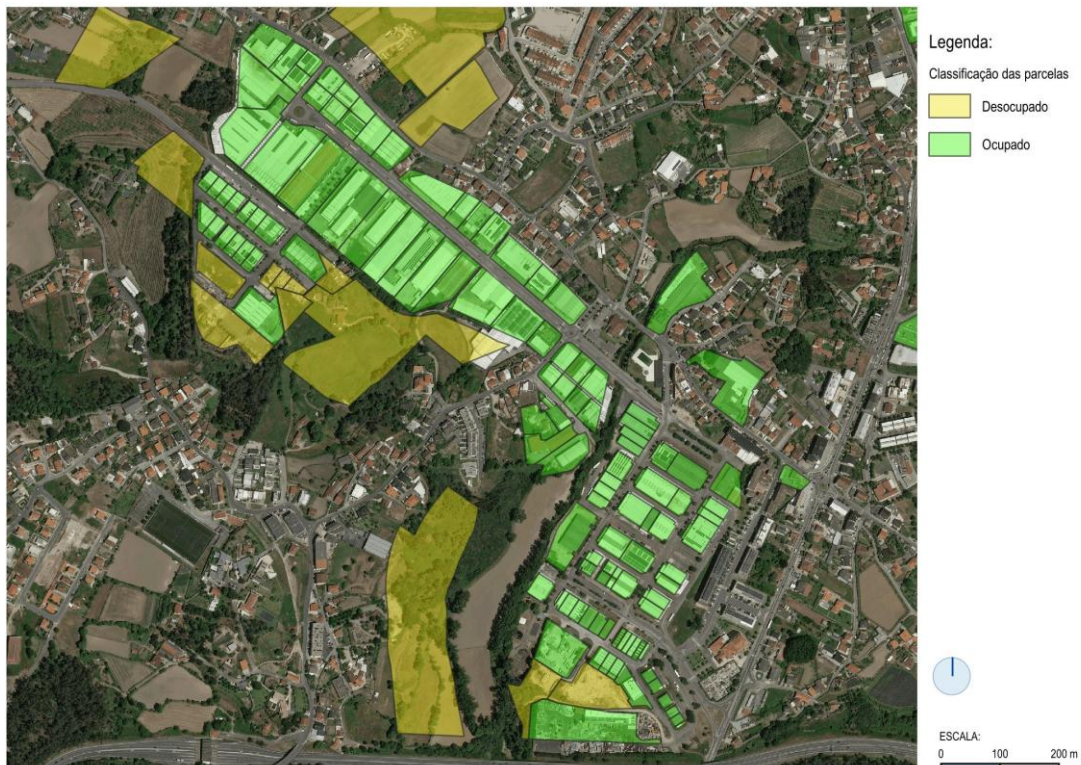 Legenda:
Classificação das parcelas
Desocupado
Ocupado
ESCALA:
0 100 200 m